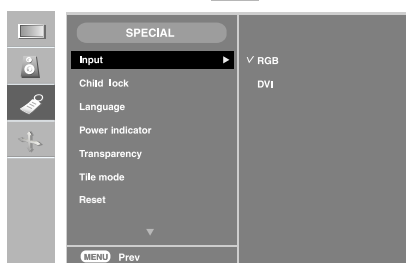 SPECIAL
Input
✓ RGB
Child lock
DVI
Language
Power indicator
Transparency
Tile mode
Reset
MENU Prev